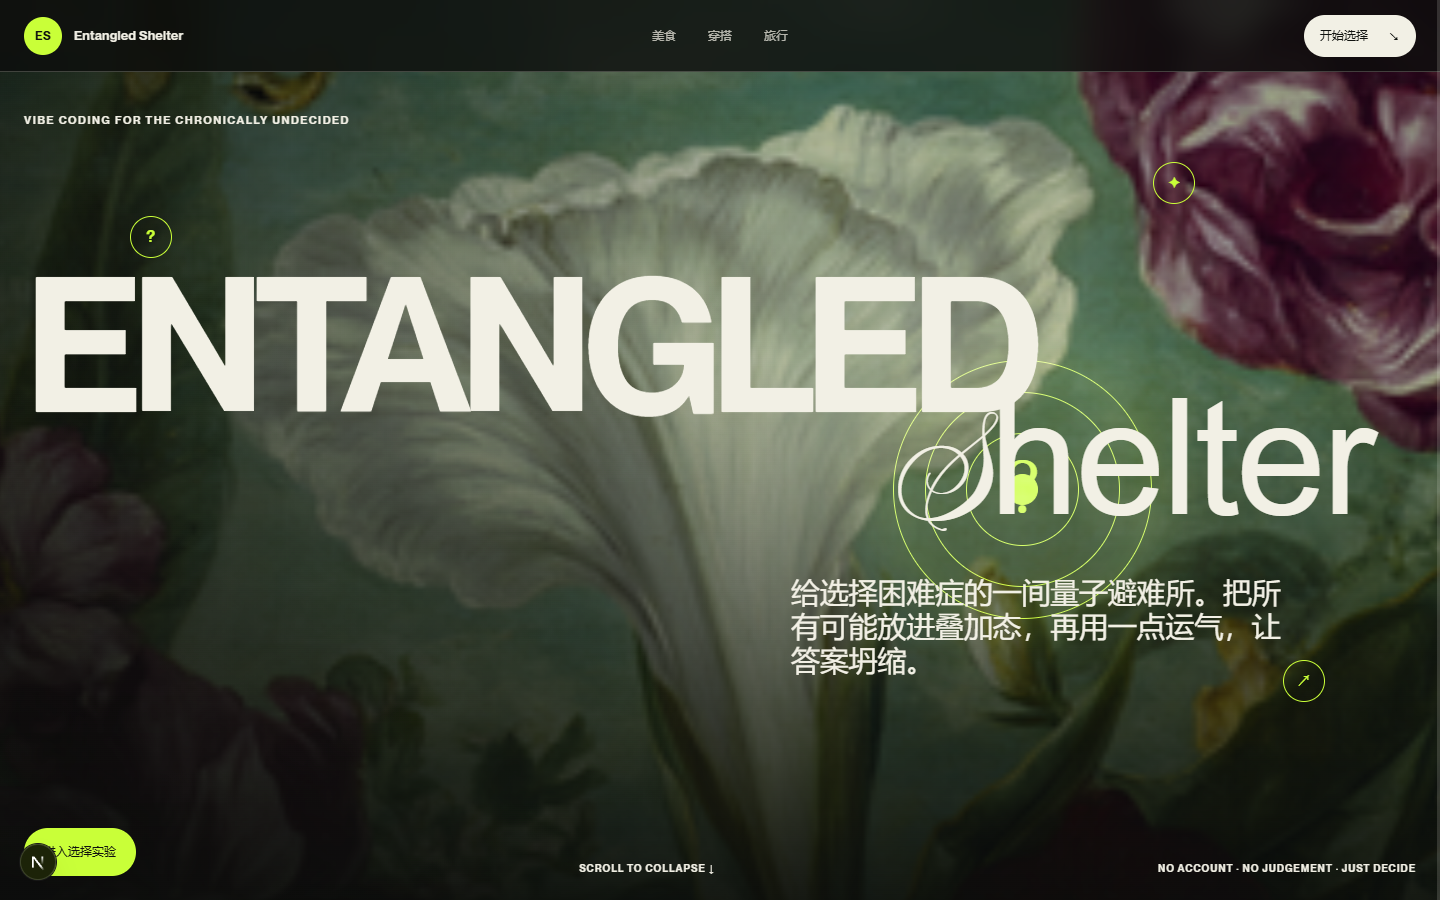 ES
Entangled Shelter
美食
穿搭
旅行
开始选择 ↘
VIBE CODING FOR THE CHRONICALLY UNDECIDED
✦
?
ENTANGLED
Shelter
?
给选择困难症的一间量子避难所。把所
有可能放进叠加态，再用一点运气，让
答案坍缩。
↗
N
入选择实验
SCROLL TO COLLAPSE ↓
NO ACCOUNT · NO JUDGEMENT · JUST DECIDE